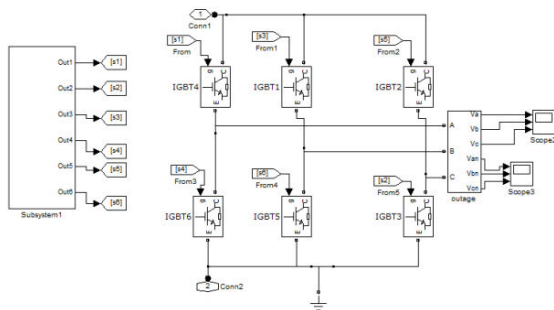 1
Conn1
[s1]
From
[s3]
From1
[s5]
From2
g
C
E
IGBT4
g
C
E
IGBT1
g
C
E
IGBT2
Out1
[s1]
Out2
[s2]
Out3
[s3]
Out4
[s4]
Out5
[s5]
Out6
[s6]
Subsystem1
A
B
C
Va
Vb
Vc
Van
Vbn
Von
outage
Scope2
Scope3
[s4]
From3
[s6]
From4
[s2]
From5
g
C
E
IGBT6
g
C
E
IGBT5
g
C
E
IGBT3
2
Conn2